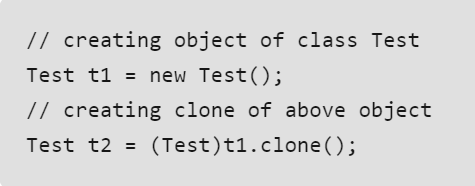 // creating object of class Test
Test t1 = new Test();
// creating clone of above object
Test t2 = (Test)t1.clone();